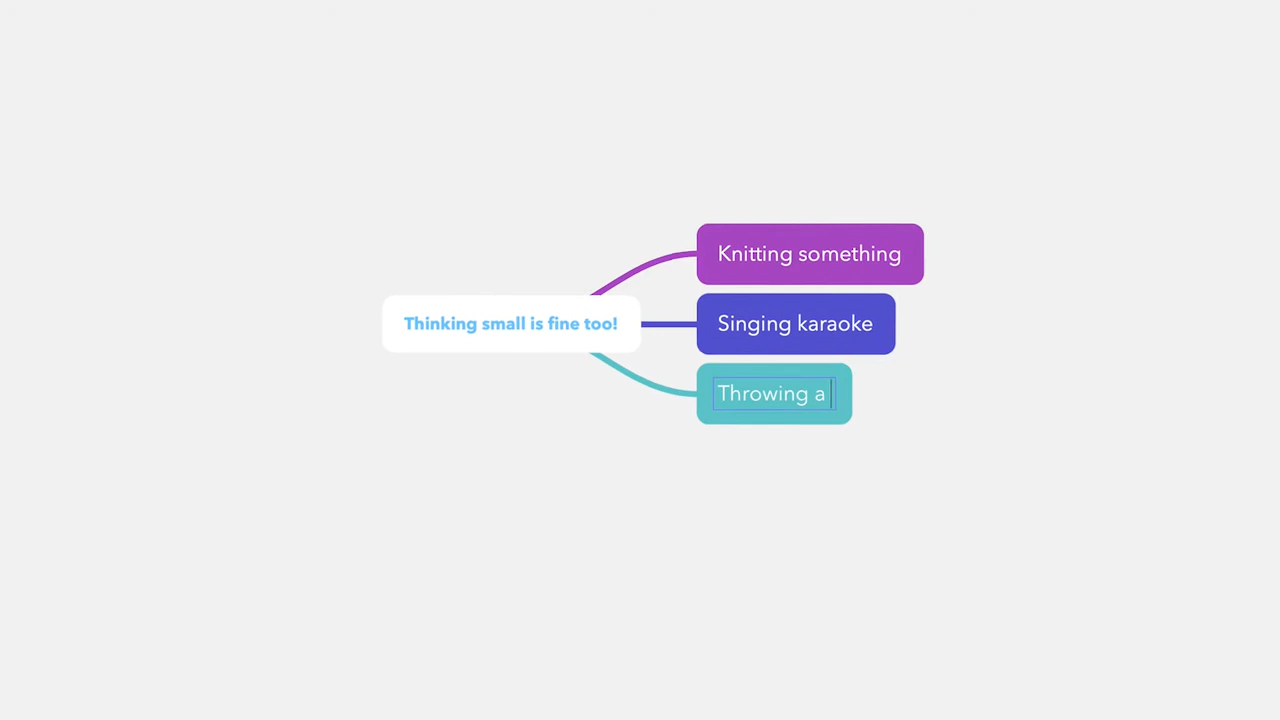 Knitting something
Thinking small is fine too!
Singing karaoke
Throwing a